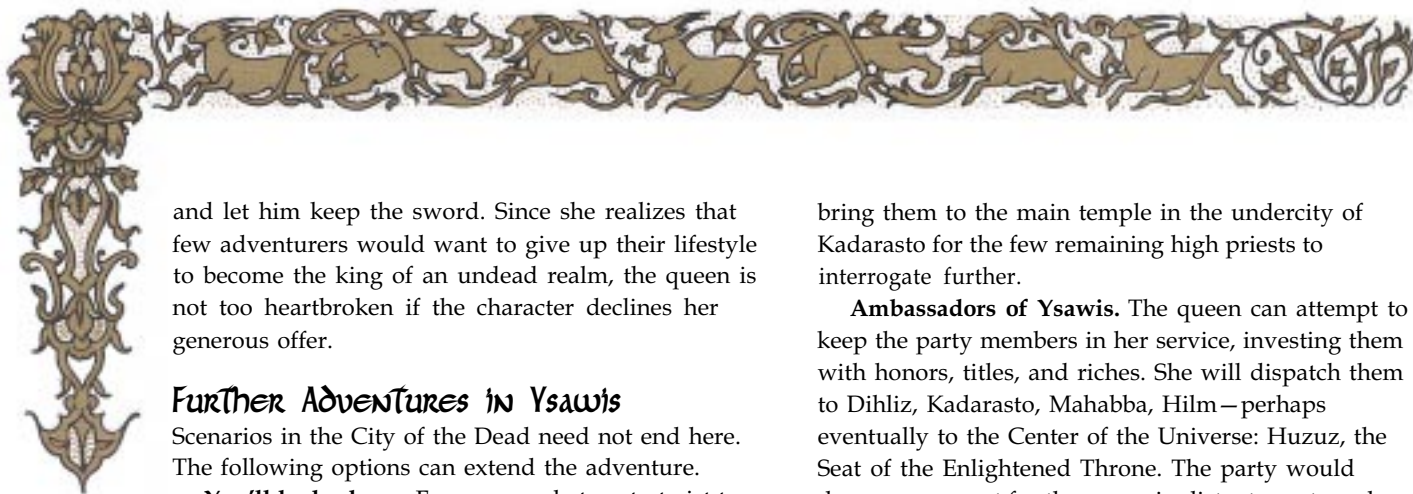 and let him keep the sword. Since she realizes that
few adventurers would want to give up their lifestyle
to become the king of an undead realm, the queen is
not too heartbroken if the character declines her
generous offer.
Further Adventures in Ysawis
Scenarios in the City of the Dead need not end here.
The following options can extend the adventure.
bring them to the main temple in the undercity of
Kadarasto for the few remaining high priests to
interrogate further.
Ambassadors of Ysawis. The queen can attempt to
keep the party members in her service, investing them
with honors, titles, and riches. She will dispatch them
to Dihliz, Kadarasto, Mahabba, Hilm—perhaps
eventually to the Center of the Universe: Huzuz, the
Seat of the Enlightened Throne. The party would